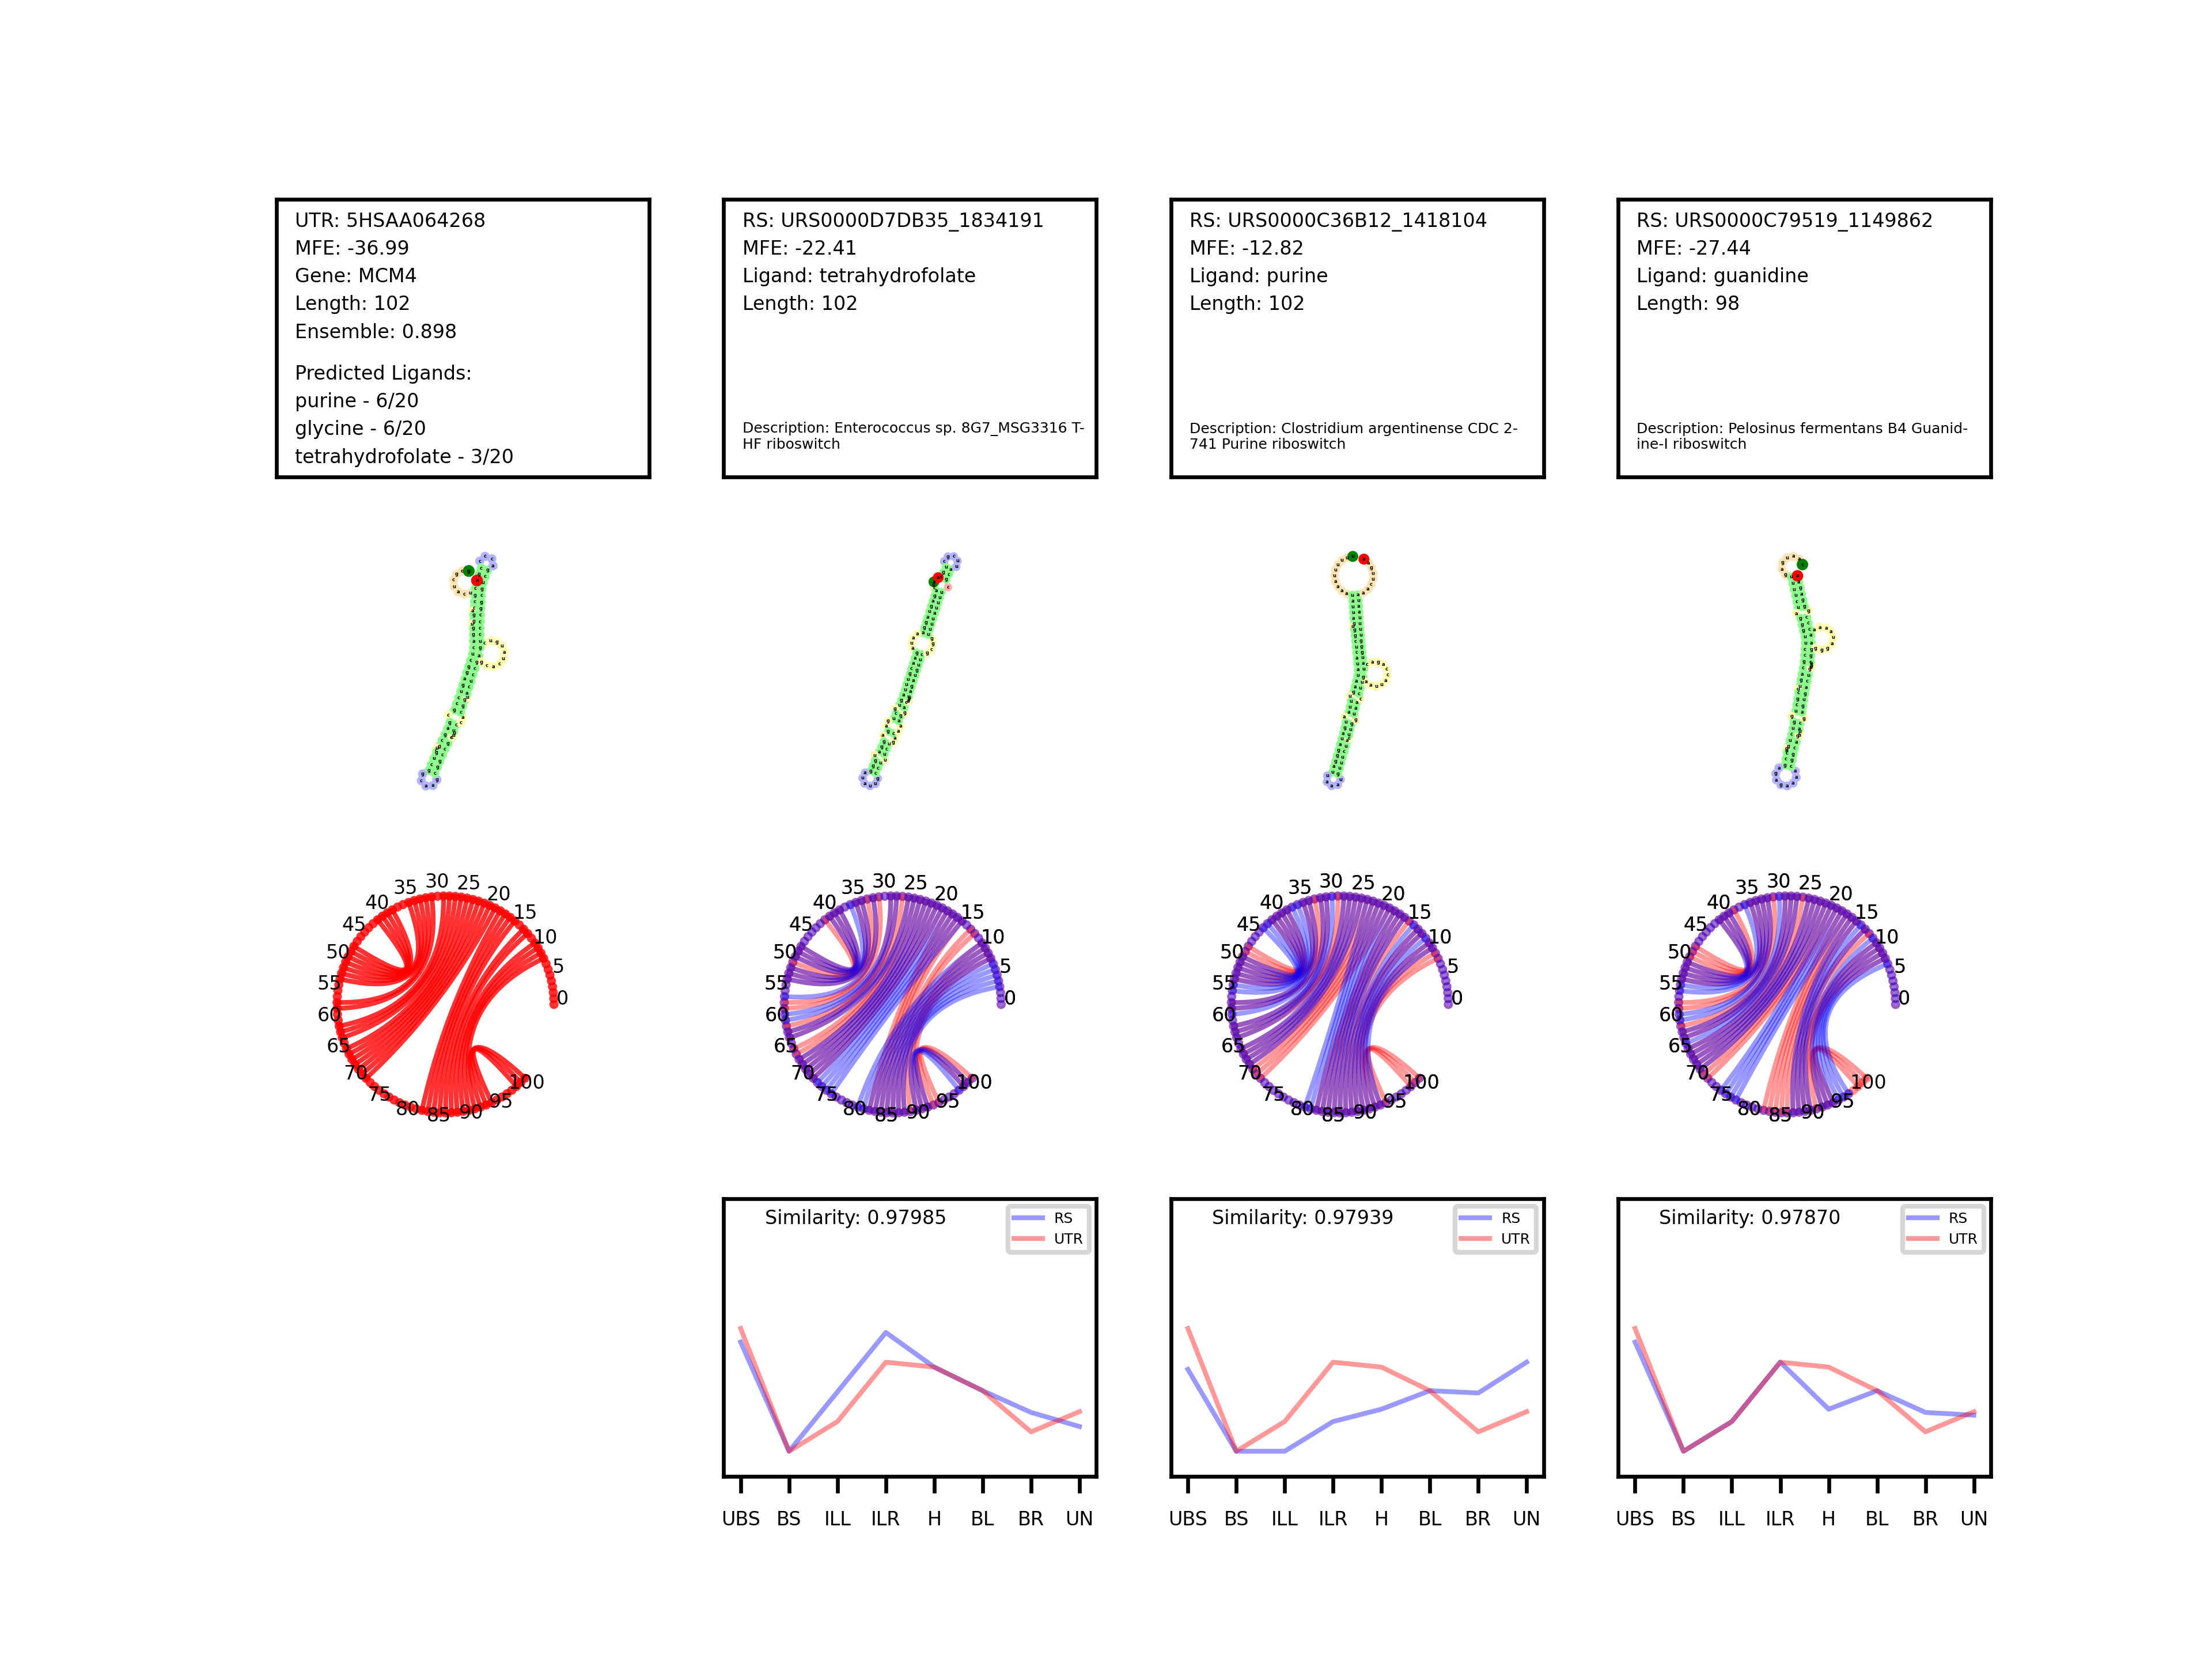 UTR: 5HSAA064268
MFE: -36.99
Gene: MCM4
Length: 102
Ensemble: 0.898
Predicted Ligands:
purine - 6/20
glycine - 6/20
tetrahydrofolate - 3/20
RS: URS0000D7DB35_1834191
MFE: -22.41
Ligand: tetrahydrofolate
Length: 102
Description: Enterococcus sp. 8G7_MSG3316 T-
HF riboswitch
RS: URS0000C36B12_1418104
MFE: -12.82
Ligand: purine
Length: 102
Description: Clostridium argentinense CDC 2-
741 Purine riboswitch
RS: URS0000C79519_1149862
MFE: -27.44
Ligand: guanidine
Length: 98
Description: Pelosinus fermentans B4 Guanid-
ine-I riboswitch
0 5 10 15 20 25 30 35 40 45 50 55 60 65 70 75 80 85 90 95 100
0 5 10 15 20 25 30 35 40 45 50 55 60 65 70 75 80 85 90 95 100
0 5 10 15 20 25 30 35 40 45 50 55 60 65 70 75 80 85 90 95 100
0 5 10 15 20 25 30 35 40 45 50 55 60 65 70 75 80 85 90 95 100
Similarity: 0.97985
RS
UTR
UBS BS ILL ILR H BL BR UN
Similarity: 0.97939
RS
UTR
UBS BS ILL ILR H BL BR UN
Similarity: 0.97870
RS
UTR
UBS BS ILL ILR H BL BR UN